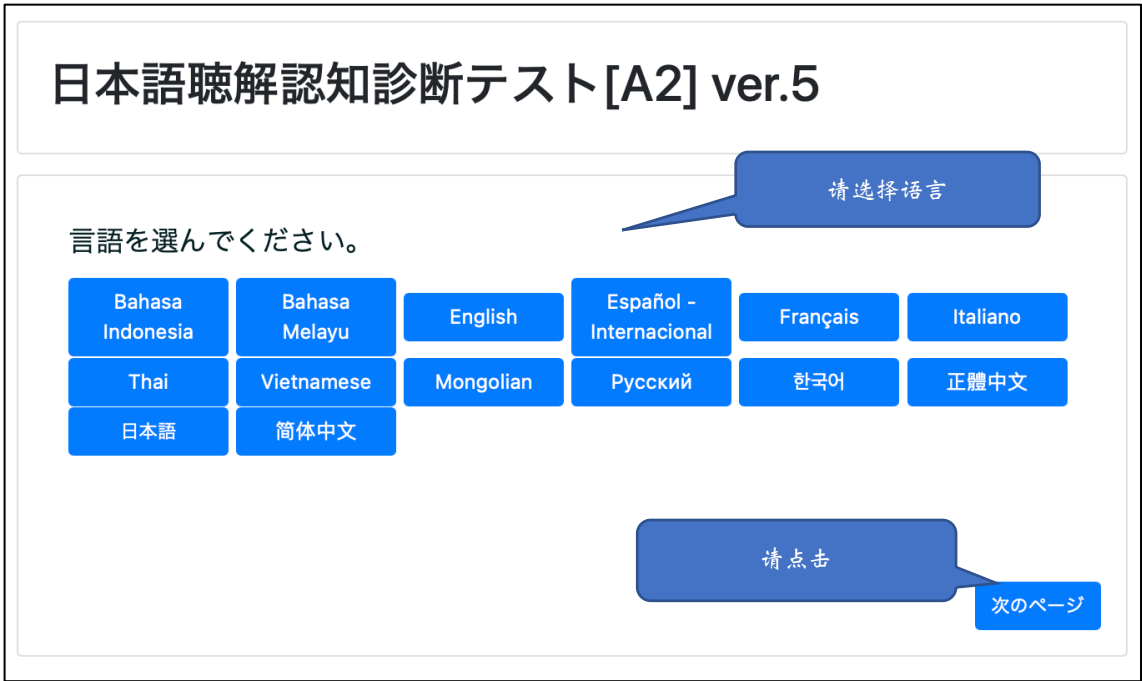 日本語聴解認知診断テスト[A2] ver.5
请选择语言
言語を選んでください。
Bahasa
Indonesia
Bahasa
Melayu
English
Español -
Internacional
Français
Italiano
Thai
Vietnamese
Mongolian
Русский
한국어
正體中文
日本語
简体中文
请点击
次のページ